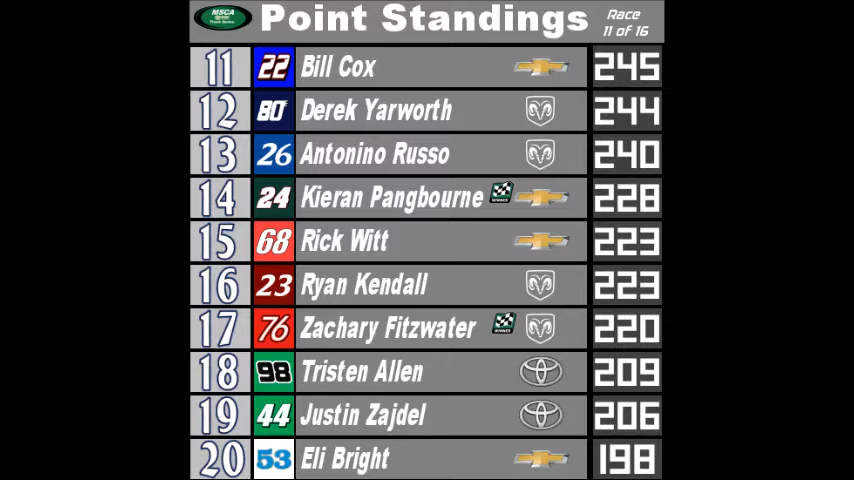 MSCA
Point Standings
Race
11 of 16
11 22 Bill Cox 245
12 80 Derek Yarworth 244
13 26 Antonino Russo 240
14 24 Kieran Pangbourne WINNER 228
15 68 Rick Witt 223
16 23 Ryan Kendall 223
17 76 Zachary Fitzwater WINNER 220
18 98 Tristen Allen 209
19 44 Justin Zajdel 206
20 53 Eli Bright 198